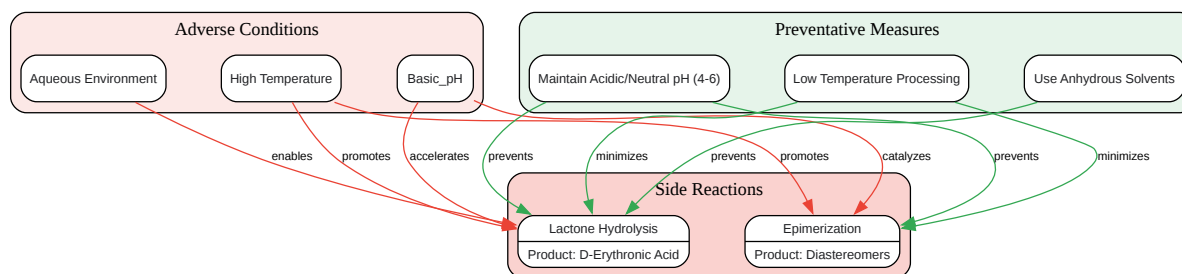 Adverse Conditions
Preventative Measures
Aqueous Environment
High Temperature
Basic_pH
Maintain Acidic/Neutral pH (4-6)
Low Temperature Processing
Use Anhydrous Solvents
enables
promotes
accelerates
prevents
minimizes
prevents
promotes
catalyzes
prevents
minimizes
Side Reactions
Lactone Hydrolysis
Product: D-Erythronic Acid
Epimerization
Product: Diastereomers